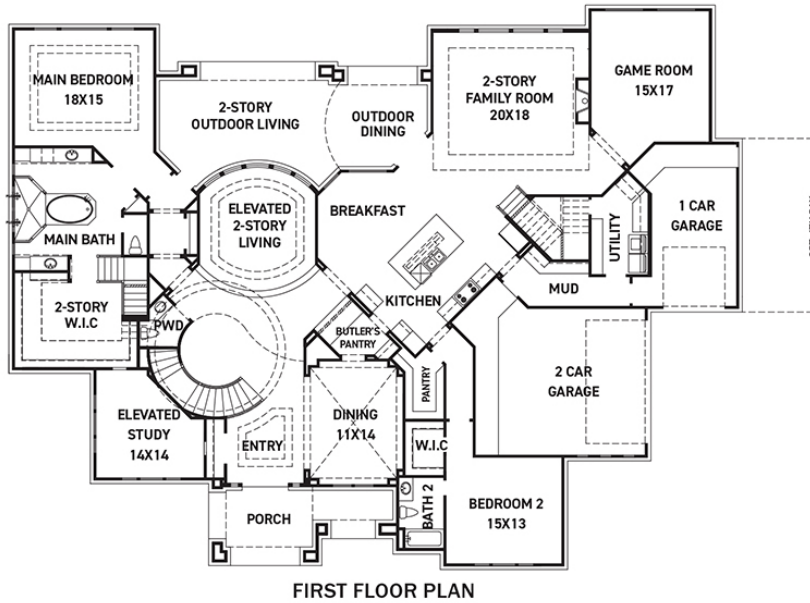 MAIN BEDROOM
18X15
2-STORY
OUTDOOR LIVING
OUTDOOR
DINING
2-STORY
FAMILY ROOM
20X18
GAME ROOM
15X17
ELEVATED
2-STORY
LIVING
BREAKFAST
1 CAR
GARAGE
UTILITY
MAIN BATH
MUD
KITCHEN
2-STORY
W.I.C
PWD
BUTLER'S
PANTRY
PANTRY
2 CAR
GARAGE
ELEVATED
STUDY
14X14
ENTRY
DINING
11X14
W.I.C
BATH 2
BEDROOM 2
15X13
PORCH
FIRST FLOOR PLAN